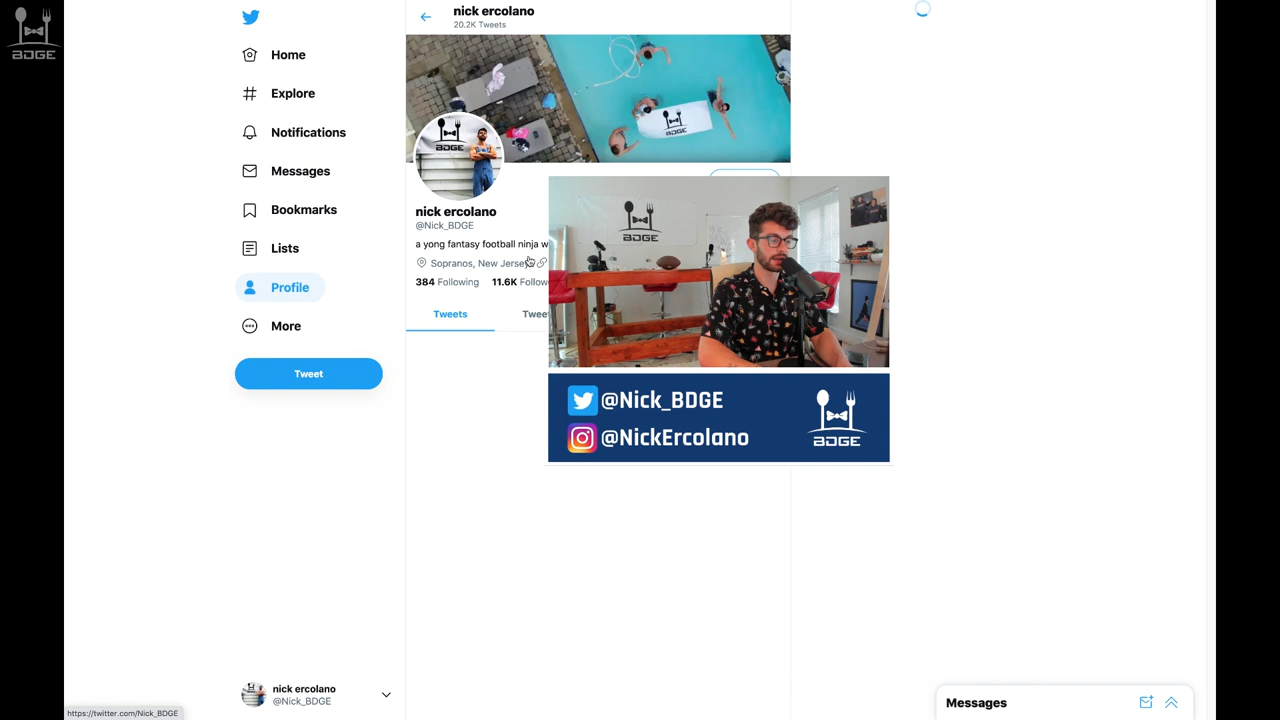 BDGE
nick ercolano
20.2K Tweets
Home
Explore
Notifications
Messages
Bookmarks
Lists
Profile
More
Tweet
BDGE
BDGE
nick ercolano
@Nick_BDGE
a yong fantasy football ninja w
Sopranos, New Jersey
384 Following 11.6K Follow
Tweets Tweet
BDGE
@Nick_BDGE
@NickErcolano
BDGE
nick ercolano
@Nick_BDGE
https://twitter.com/Nick_BDGE
Messages